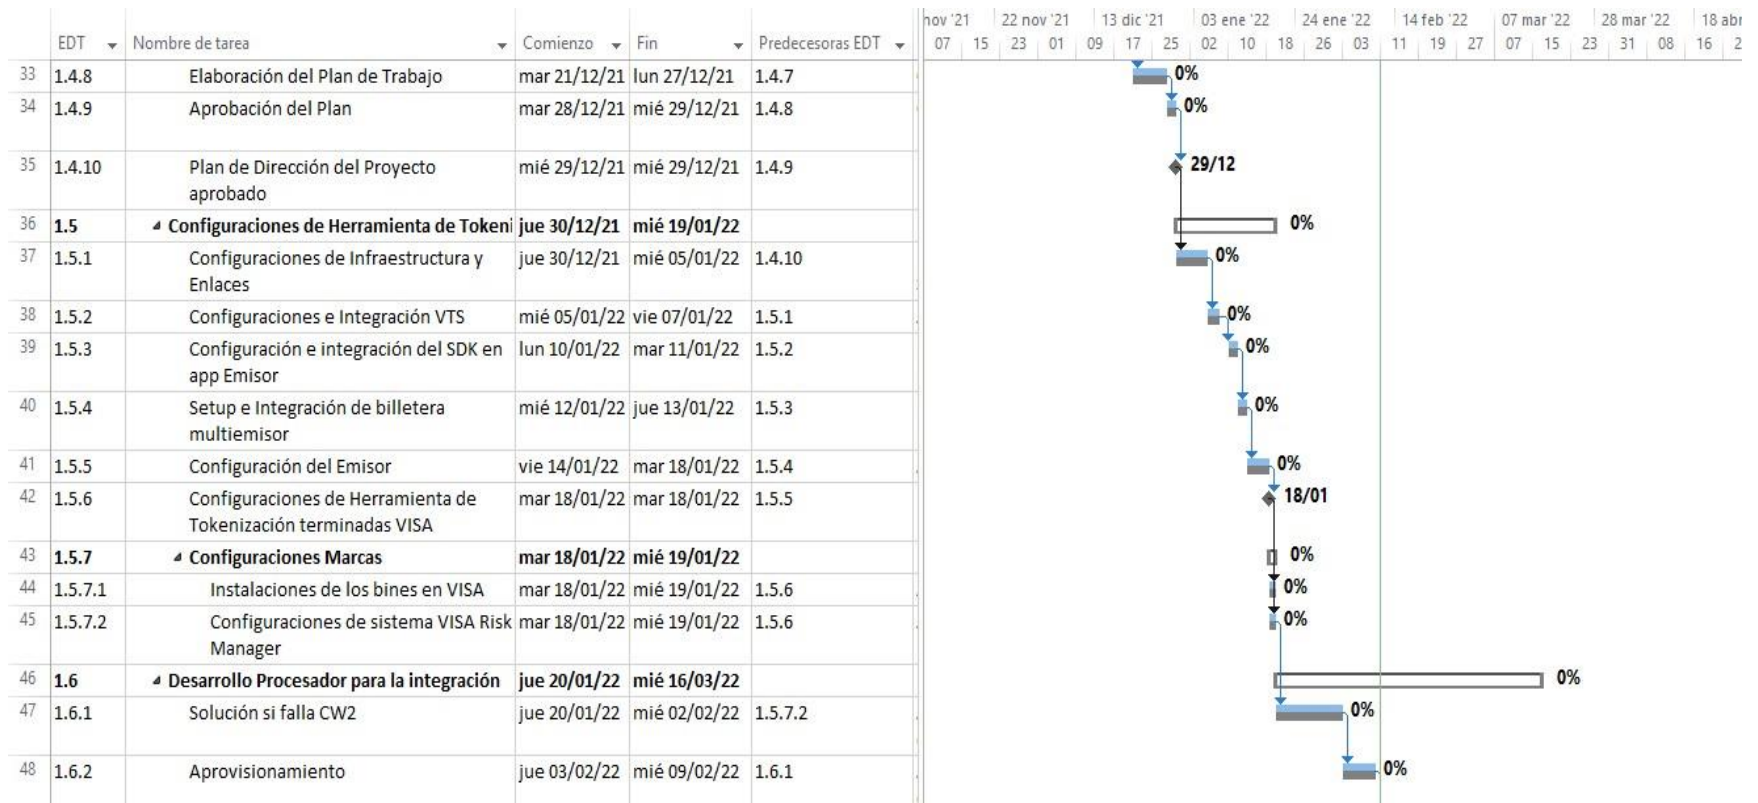 nov '21 22 nov '21 13 dic '21 03 ene '22 24 ene '22 14 feb '22 07 mar '22 28 mar '22 18 abr
EDT Nombre de tarea Comienzo Fin Predecesoras EDT 07 15 23 01 09 17 25 02 10 18 26 03 11 19 27 07 15 23 31 08 16 2
33 1.4.8 Elaboración del Plan de Trabajo mar 21/12/21 lun 27/12/21 1.4.7 0%
34 1.4.9 Aprobación del Plan mar 28/12/21 mié 29/12/21 1.4.8 0%
35 1.4.10 Plan de Dirección del Proyecto mié 29/12/21 mié 29/12/21 1.4.9 29/12
aprobado
36 1.5 Configuraciones de Herramienta de Tokeni jue 30/12/21 mié 19/01/22 0%
37 1.5.1 Configuraciones de Infraestructura y jue 30/12/21 mié 05/01/22 1.4.10 0%
Enlaces
38 1.5.2 Configuraciones e Integración VTS mié 05/01/22 vie 07/01/22 1.5.1 0%
39 1.5.3 Configuración e integración del SDK en lun 10/01/22 mar 11/01/22 1.5.2 0%
app Emisor
40 1.5.4 Setup e Integración de billetera mié 12/01/22 jue 13/01/22 1.5.3 0%
multiemisor
41 1.5.5 Configuración del Emisor vie 14/01/22 mar 18/01/22 1.5.4 0%
42 1.5.6 Configuraciones de Herramienta de mar 18/01/22 mar 18/01/22 1.5.5 18/01
Tokenización terminadas VISA
43 1.5.7 Configuraciones Marcas mar 18/01/22 mié 19/01/22 0%
44 1.5.7.1 Instalaciones de los bines en VISA mar 18/01/22 mié 19/01/22 1.5.6 0%
45 1.5.7.2 Configuraciones de sistema VISA Risk mar 18/01/22 mié 19/01/22 1.5.6 0%
Manager
46 1.6 Desarrollo Procesador para la integración jue 20/01/22 mié 16/03/22 0%
47 1.6.1 Solución si falla CW2 jue 20/01/22 mié 02/02/22 1.5.7.2 0%
48 1.6.2 Aprovisionamiento jue 03/02/22 mié 09/02/22 1.6.1 0%